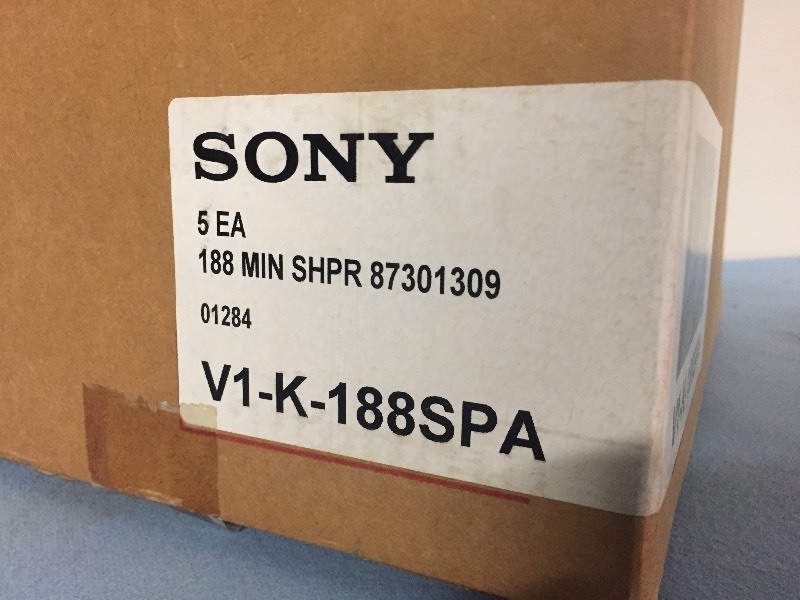 SONY
5 EA
188 MIN SHPR 87301309
01284
V1-K-188SPA